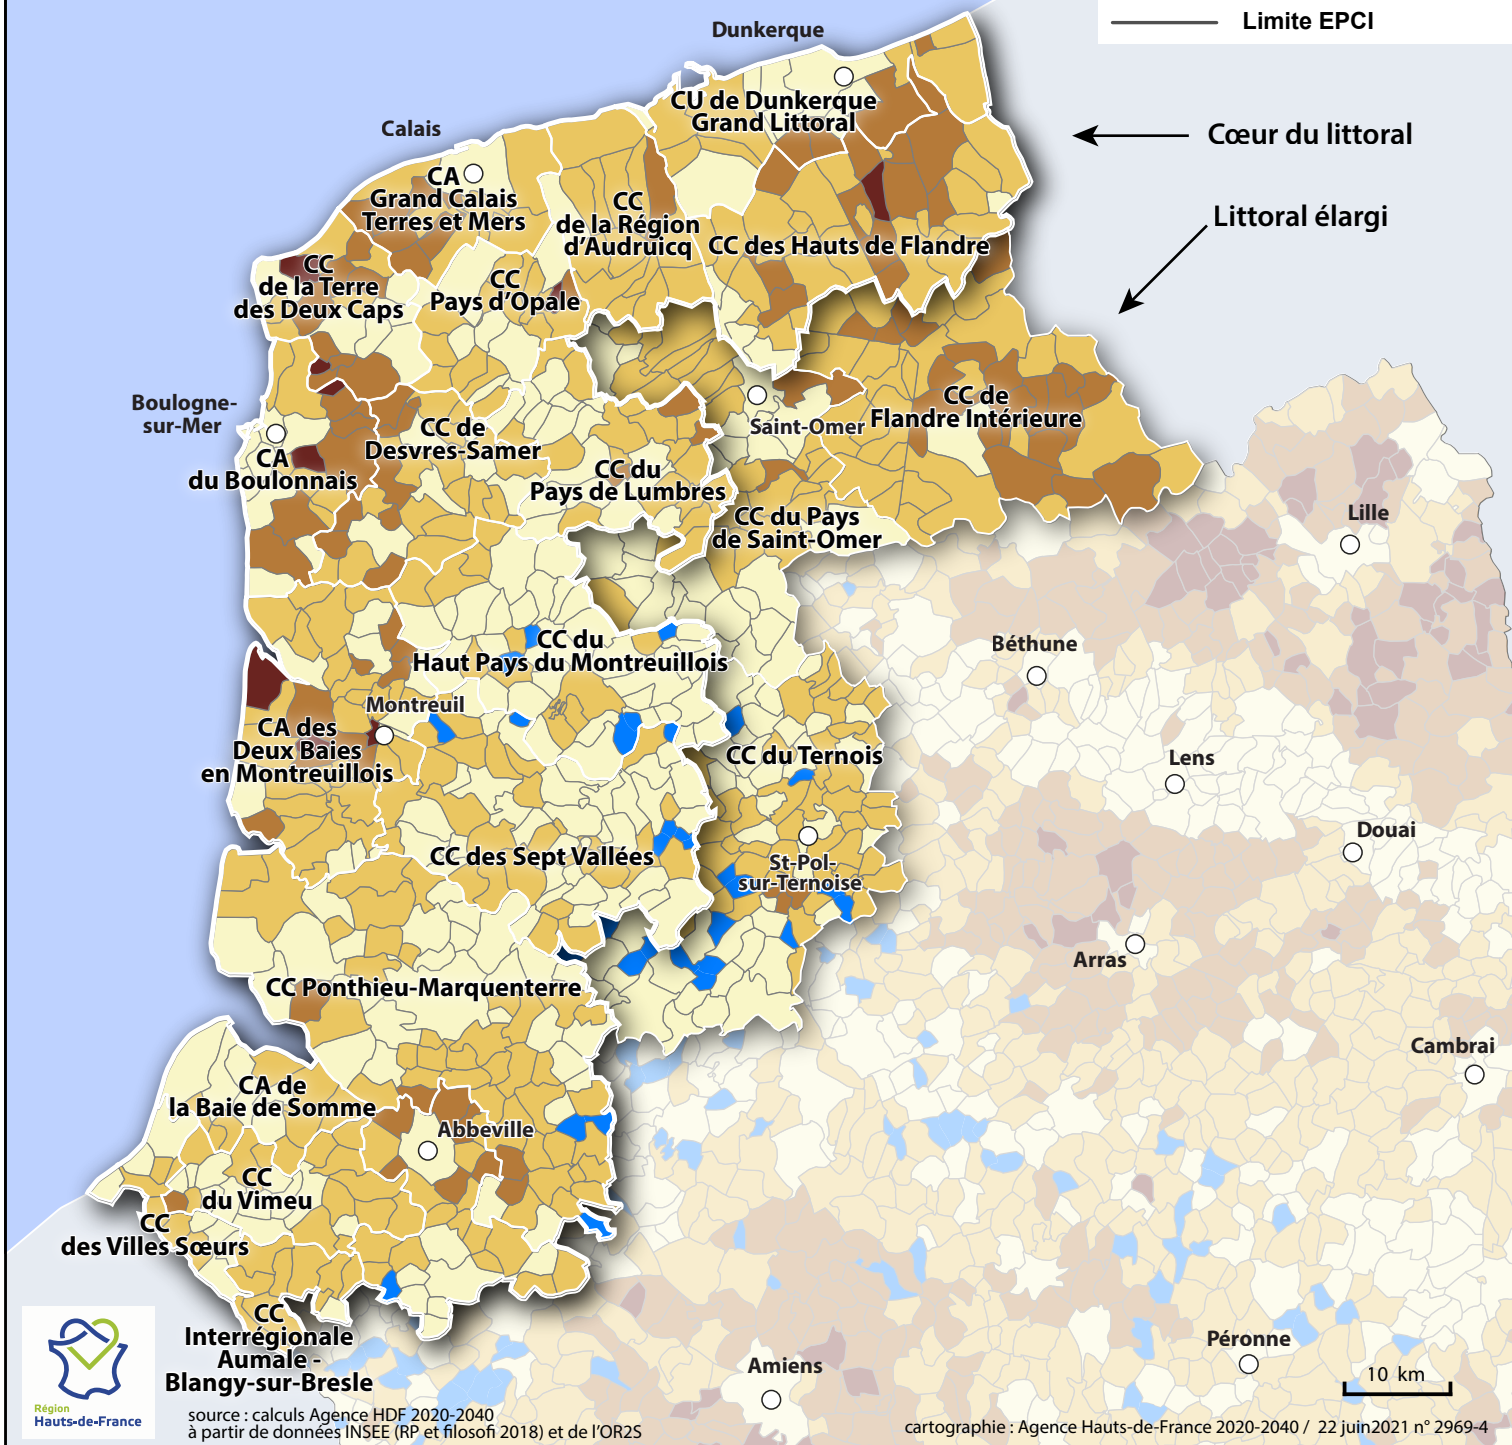 Limite EPCI
Dunkerque
CU de Dunkerque
Grand Littoral
Calais
Cœur du littoral
CA
Grand Calais
Terres et Mers
CC
de la Région
d'Audruicq
Littoral élargi
CC des Hauts de Flandre
CC
de la Terre
des Deux Caps
CC
Pays d'Opale
Boulogne-
sur-Mer
CC de
Flandre Intérieure
Saint-Omer
CC de
Desvres-Samer
CA
du Boulonnais
CC du
Pays de Lumbres
CC du Pays
de Saint-Omer
Lille
CC du
Haut Pays du Montreuillois
Béthune
Montreuil
CA des
Deux Baies
en Montreuillois
CC du Ternois
Lens
Douai
CC des Sept Vallées
St-Pol-
sur-Ternoise
Arras
CC Ponthieu-Marquenterre
Cambrai
CA de
la Baie de Somme
Abbeville
CC
du Vimeu
CC
des Villes Sœurs
CC
Interrégionale
Aumale -
Blangy-sur-Bresle
Péronne
Amiens
10 km
Région
Hauts-de-France
source : calculs Agence HDF 2020-2040
à partir de données INSEE (RP et filosofi 2018) et de l'OR2S
cartographie : Agence Hauts-de-France 2020-2040 / 22 juin2021 n° 2969-4